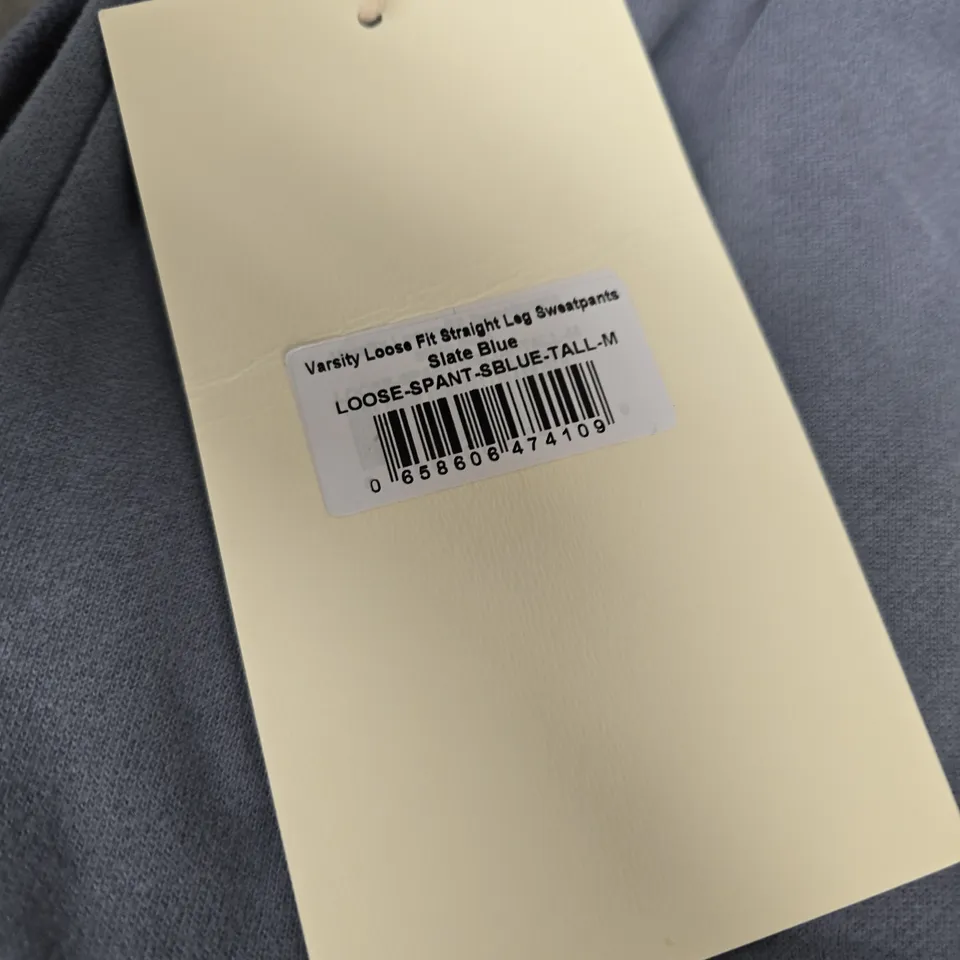 Varsity Loose Fit Straight Leg Sweatpants
Slate Blue
LOOSE-SPANT-SBLUE-TALL-M
0 658606 474109